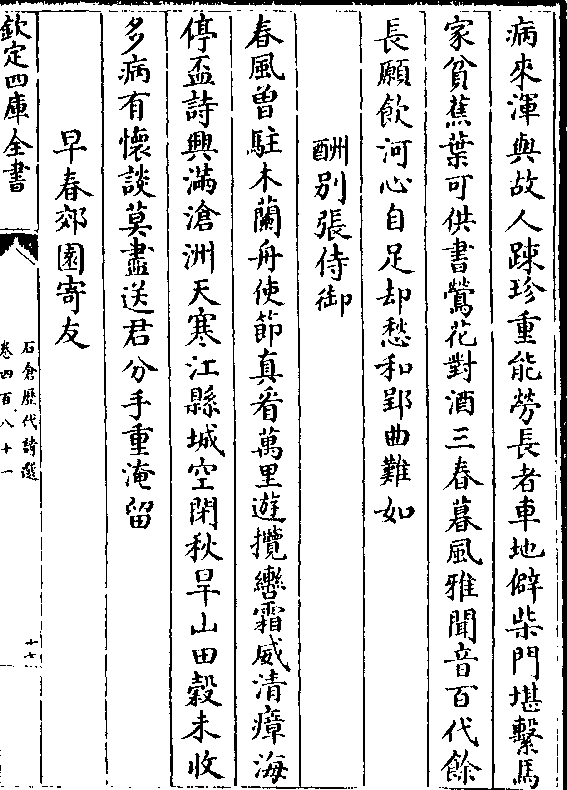 病來渾與故人踈珍重能勞長者車地僻柴門堪繫馬
家貧蕉葉可供書鶯花對酒三春暮風雅聞音百代餘
長願飲河心自足却愁和郢曲難如
酬别張侍御
春風曽駐木蘭舟使節真看萬里遊攬轡霜威清瘴海
停盃詩興滿滄洲天寒江縣城空閉秋旱山田榖未收
多病有懷談莫盡送君分手重淹留
早春郊園寄友
欽定四庫全書
石倉歴代詩選
卷四百八十一